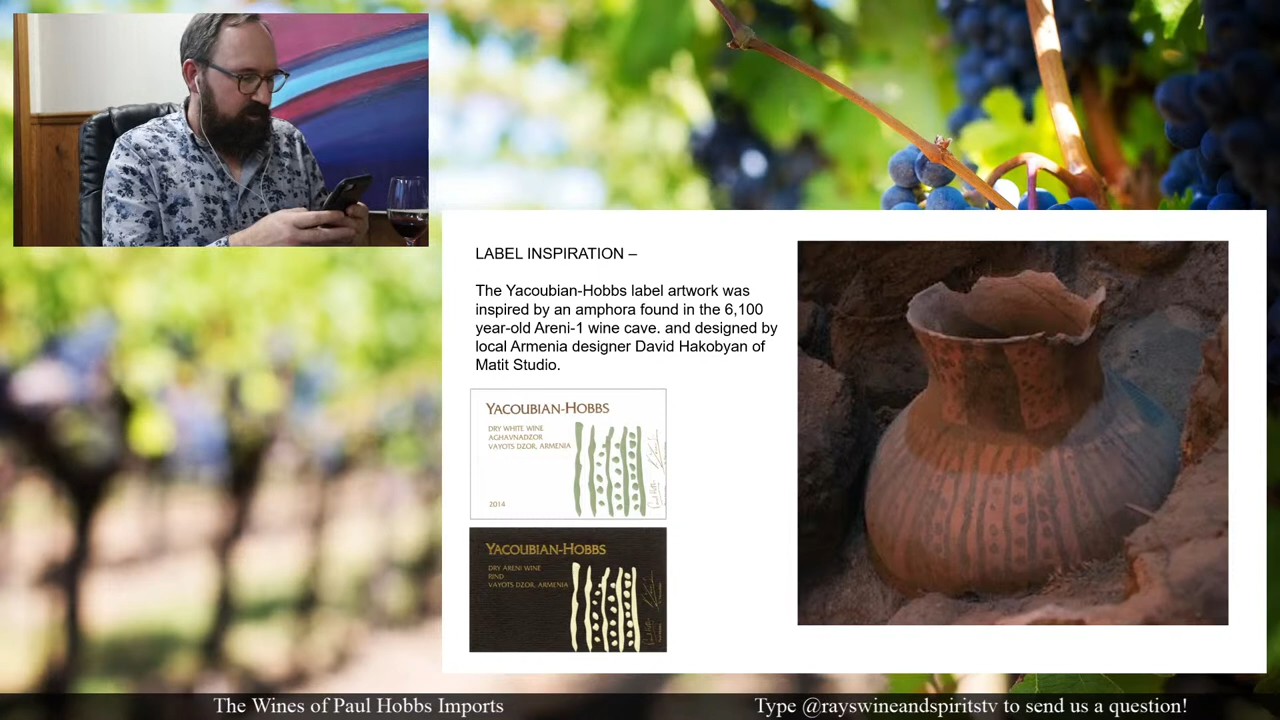 LABEL INSPIRATION –
The Yacoubian-Hobbs label artwork was
inspired by an amphora found in the 6,100
year-old Areni-1 wine cave. and designed by
local Armenia designer David Hakobyan of
Matit Studio.
YACOUBIAN-HOBBS
DRY WHITE WINE
AGHAVNADZOR
VAYOTS DZOR, ARMENIA
2014
YACOUBIAN-HOBBS
DRY ARENI WINE
RIND
VAYOTS DZOR, ARMENIA
The Wines of Paul Hobbs Imports
Type @rayswineandspiritstv to send us a question!